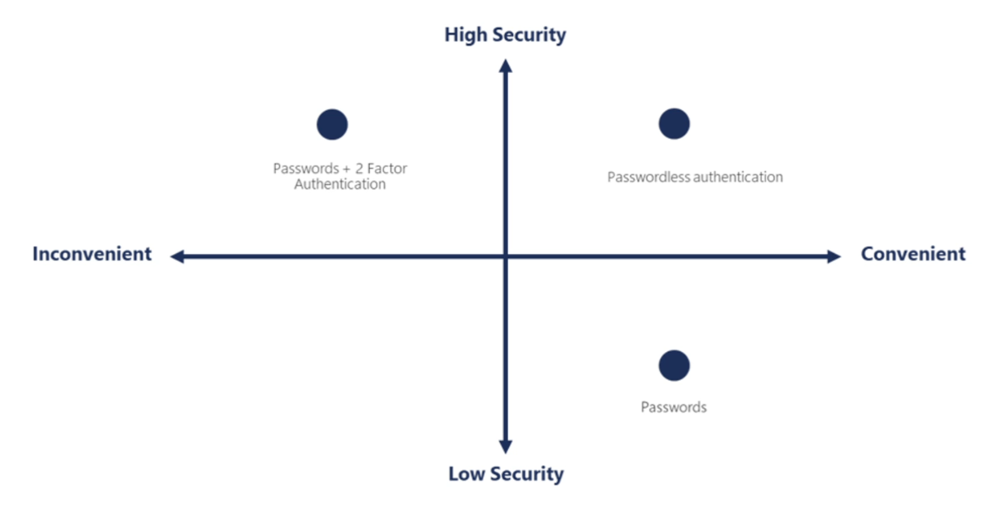 High Security
Passwords + 2 Factor
Authentication
Passwordless authentication
Inconvenient
Convenient
Passwords
Low Security